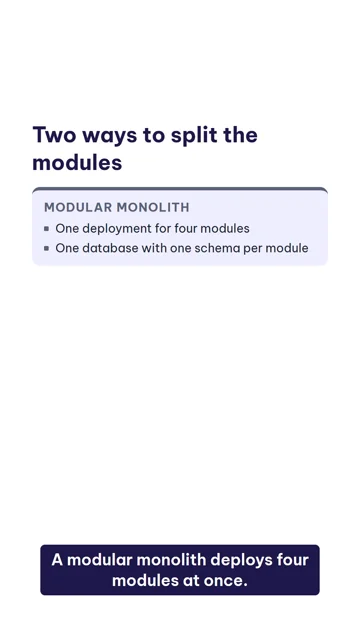 Two ways to split the
modules
MODULAR MONOLITH
One deployment for four modules
One database with one schema per module
A modular monolith deploys four
modules at once.